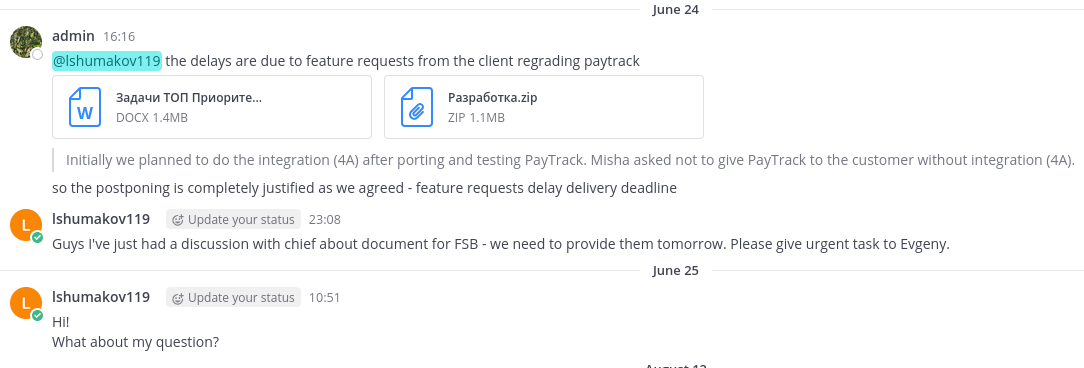 June 24
admin 16:16
@lshumakov119 the delays are due to feature requests from the client regrading paytrack
Задачи ТОП Приорите...
DOCX 1.4MB
Разработка.zip
ZIP 1.1MB
Initially we planned to do the integration (4A) after porting and testing PayTrack. Misha asked not to give PayTrack to the customer without integration (4A).
so the postponing is completely justified as we agreed - feature requests delay delivery deadline
lshumakov119 Update your status 23:08
Guys I've just had a discussion with chief about document for FSB - we need to provide them tomorrow. Please give urgent task to Evgeny.
June 25
lshumakov119 Update your status 10:51
Hi!
What about my question?